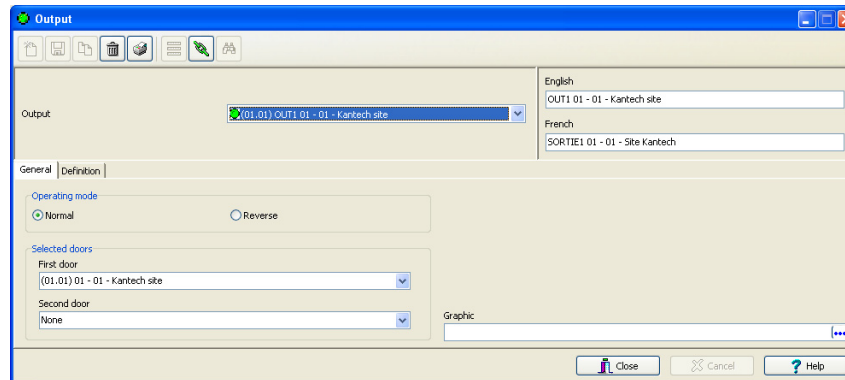 Output
English
OUT1 01 - 01 - Kantech site
Output
(01.01) OUT1 01 - 01 - Kantech site
French
SORTIE1 01 - 01 - Site Kantech
General
Definition
Operating mode
Normal
Reverse
Selected doors
First door
(01.01) 01 - 01 - Kantech site
Second door
None
Graphic
Close
Cancel
Help